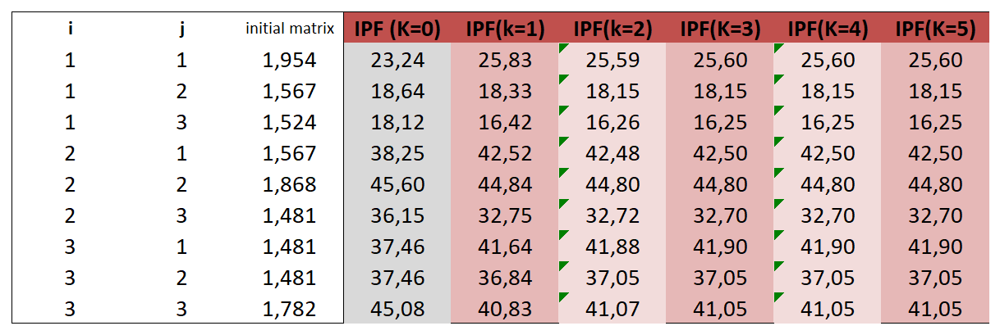 i j initial matrix IPF (K=0) IPF(k=1) IPF(k=2) IPF(K=3) IPF(K=4) IPF(K=5)
1 1 1,954 23,24 25,83 25,59 25,60 25,60 25,60
1 2 1,567 18,64 18,33 18,15 18,15 18,15 18,15
1 3 1,524 18,12 16,42 16,26 16,25 16,25 16,25
2 1 1,567 38,25 42,52 42,48 42,50 42,50 42,50
2 2 1,868 45,60 44,84 44,80 44,80 44,80 44,80
2 3 1,481 36,15 32,75 32,72 32,70 32,70 32,70
3 1 1,481 37,46 41,64 41,88 41,90 41,90 41,90
3 2 1,481 37,46 36,84 37,05 37,05 37,05 37,05
3 3 1,782 45,08 40,83 41,07 41,05 41,05 41,05